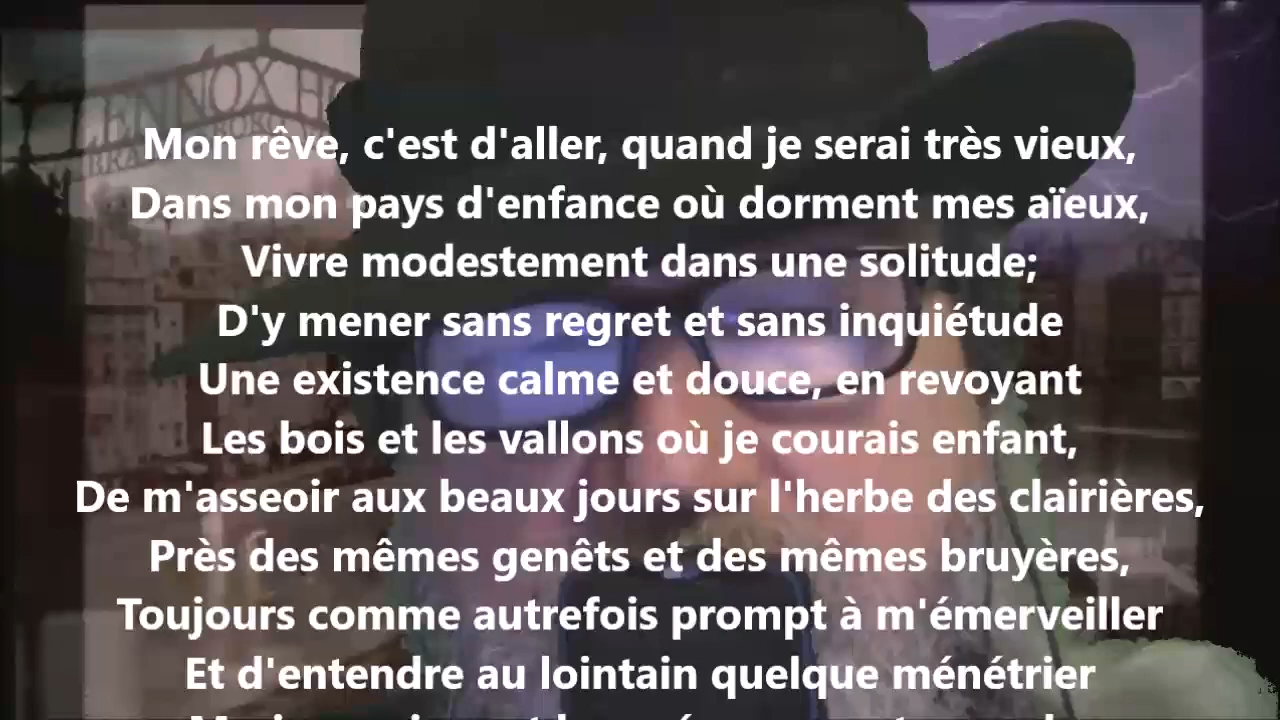 LENNOX
Mon rêve, c'est d'aller, quand je serai très vieux,
Dans mon pays d'enfance où dorment mes aïeux,
Vivre modestement dans une solitude;
D'y mener sans regret et sans inquiétude
Une existence calme et douce, en revoyant
Les bois et les vallons où je courais enfant,
De m'asseoir aux beaux jours sur l'herbe des clairières,
Près des mêmes genêts et des mêmes bruyères,
Toujours comme autrefois prompt à m'émerveiller
Et d'entendre au lointain quelque ménétrier